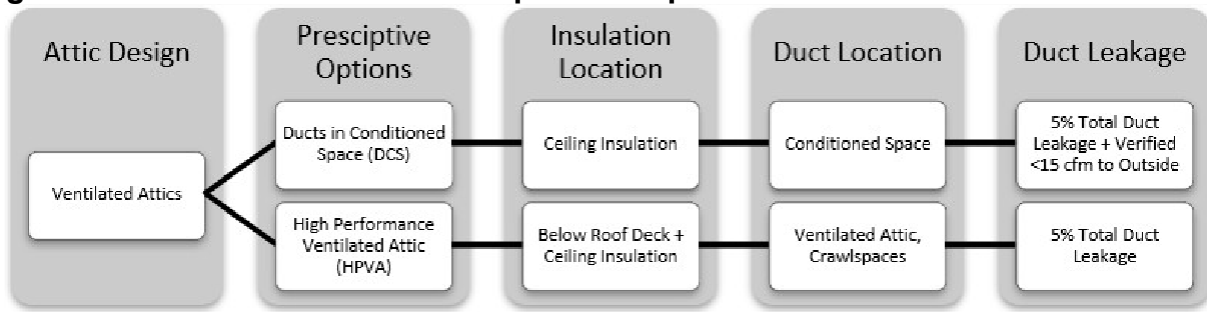 Attic Design
Presciptive
Options
Insulation
Location
Duct Location
Duct Leakage
Ventilated Attics
Ducts in Conditioned
Space (DCS)
Ceiling Insulation
Conditioned Space
5% Total Duct
Leakage + Verified
<15 cfm to Outside
High Performance
Ventilated Attic
(HPVA)
Below Roof Deck +
Ceiling Insulation
Ventilated Attic,
Crawlspaces
5% Total Duct
Leakage